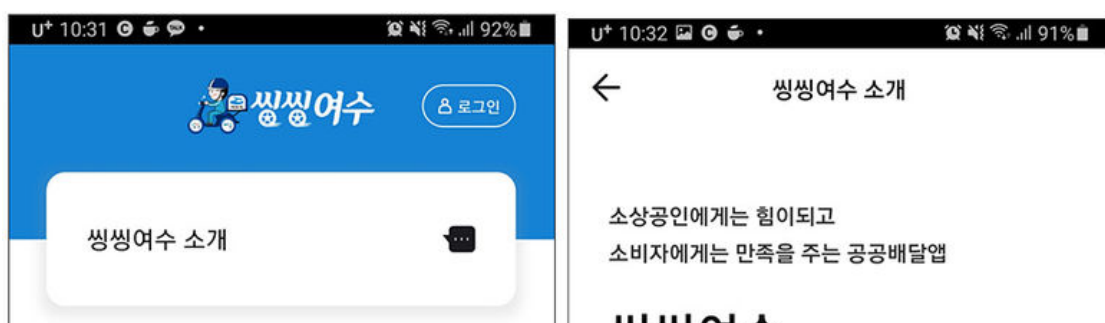 U+ 10:31
92%
씽씽여수
로그인
씽씽여수 소개
U+ 10:32
91%
씽씽여수 소개
소상공인에게는 힘이되고
소비자에게는 만족을 주는 공공배달앱